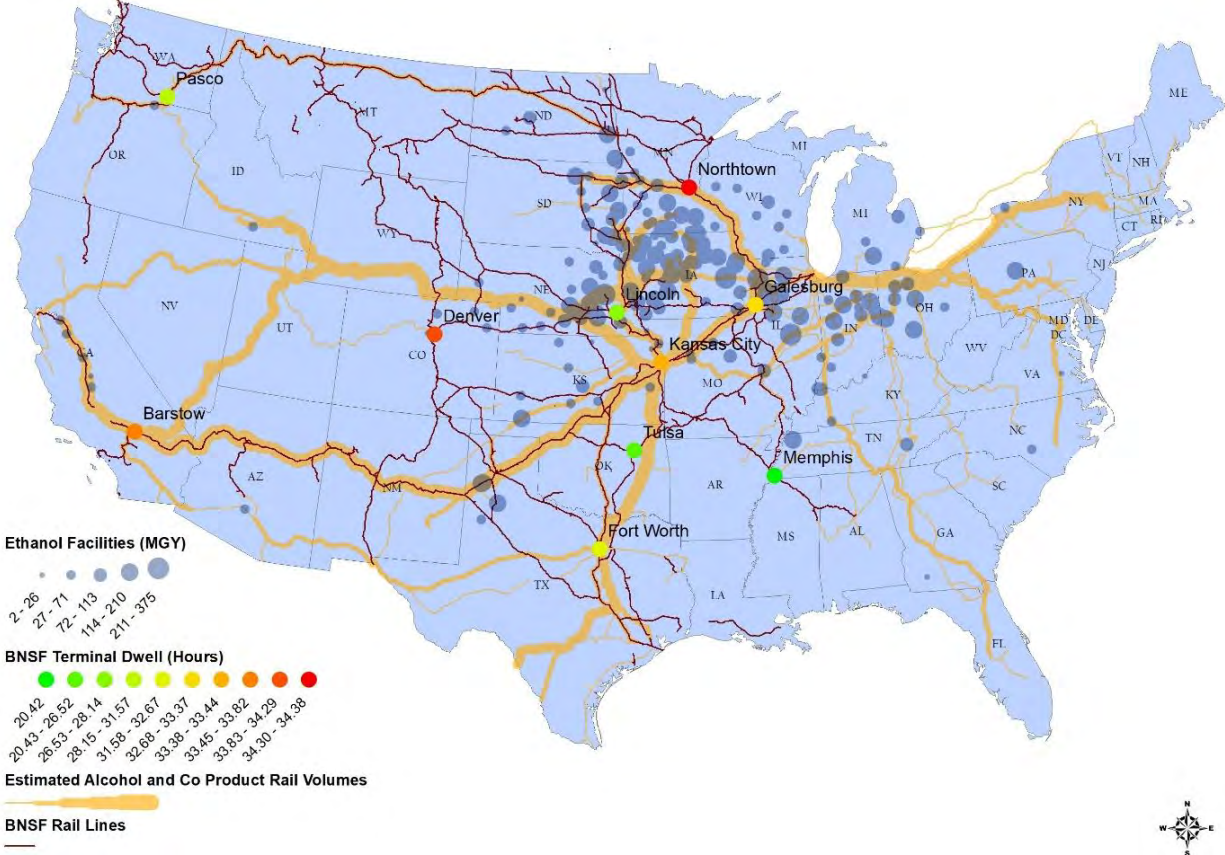 ME
WA
Pasco
MT
ND
MN
MI
VT
NH
OR
ID
Northtown
SD
WI
MI
NY
MA
CT
RI
WY
IA
PA
NJ
NE
Lincoln
Galesburg
OH
NV
UT
Denver
IL
IN
MD
DE
DC
CO
Kansas City
WV
CA
KS
MO
VA
KY
Barstow
Tulsa
TN
NC
AZ
NM
OK
Memphis
AR
SC
Fort Worth
MS
AL
GA
TX
LA
FL
Ethanol Facilities (MGY)
2 - 26
27 - 71
72 - 113
114 - 210
211 - 375
BNSF Terminal Dwell (Hours)
20.42
20.43 - 26.52
26.53 - 28.14
28.15 - 31.57
31.58 - 32.67
32.68 - 33.37
33.38 - 33.44
33.45 - 33.82
33.83 - 34.29
34.30 - 34.38
Estimated Alcohol and Co Product Rail Volumes
BNSF Rail Lines
N
W
E
S